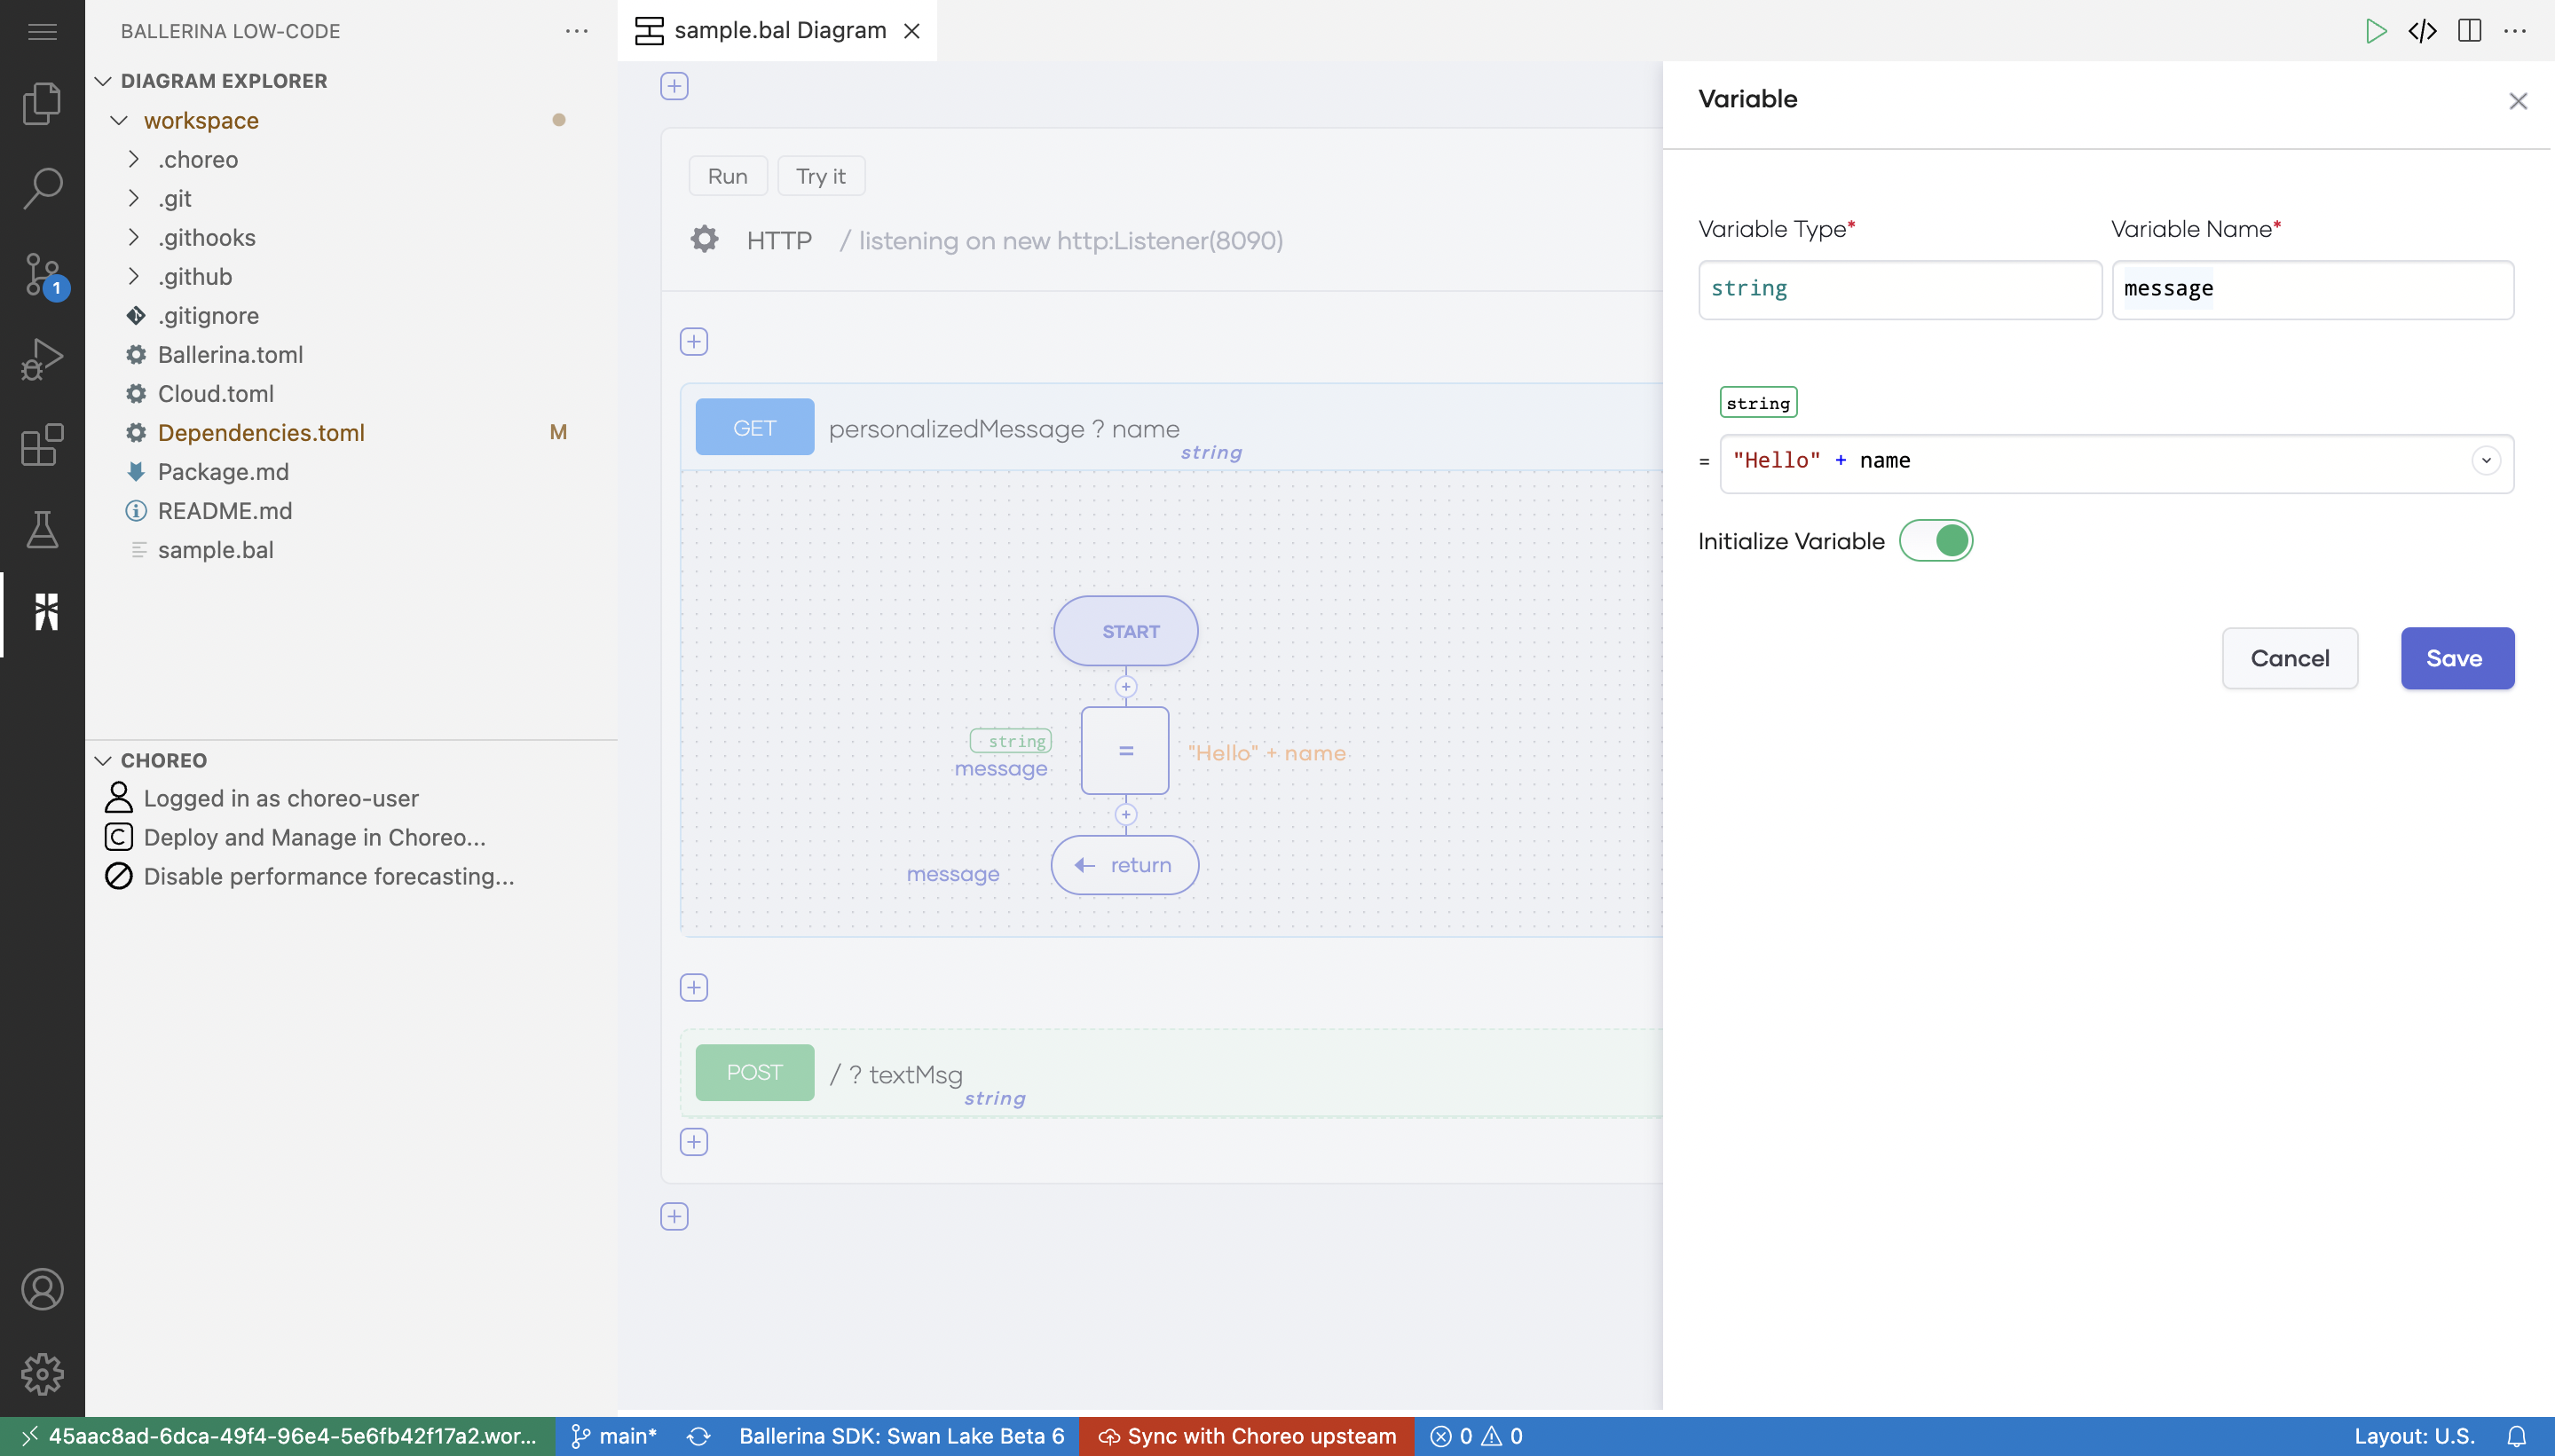 BALLERINA LOW-CODE
DIAGRAM EXPLORER
workspace
.choreo
.git
.githooks
.github
.gitignore
Ballerina.toml
Cloud.toml
Dependencies.toml M
Package.md
README.md
sample.bal
1
CHOREO
Logged in as choreo-user
Deploy and Manage in Choreo...
Disable performance forecasting...
sample.bal Diagram
Run Try it
HTTP / listening on new http:Listener(8090)
GET personalizedMessage ? name
string
START
string
message
=
"Hello" + name
message
return
POST / ? textMsg
string
Variable
Variable Type* Variable Name*
string message
string
= "Hello" + name
Initialize Variable
Cancel Save
45aac8ad-6dca-49f4-96e4-5e6fb42f17a2.wor... main* Ballerina SDK: Swan Lake Beta 6 Sync with Choreo upsteam 0 0 Layout: U.S.